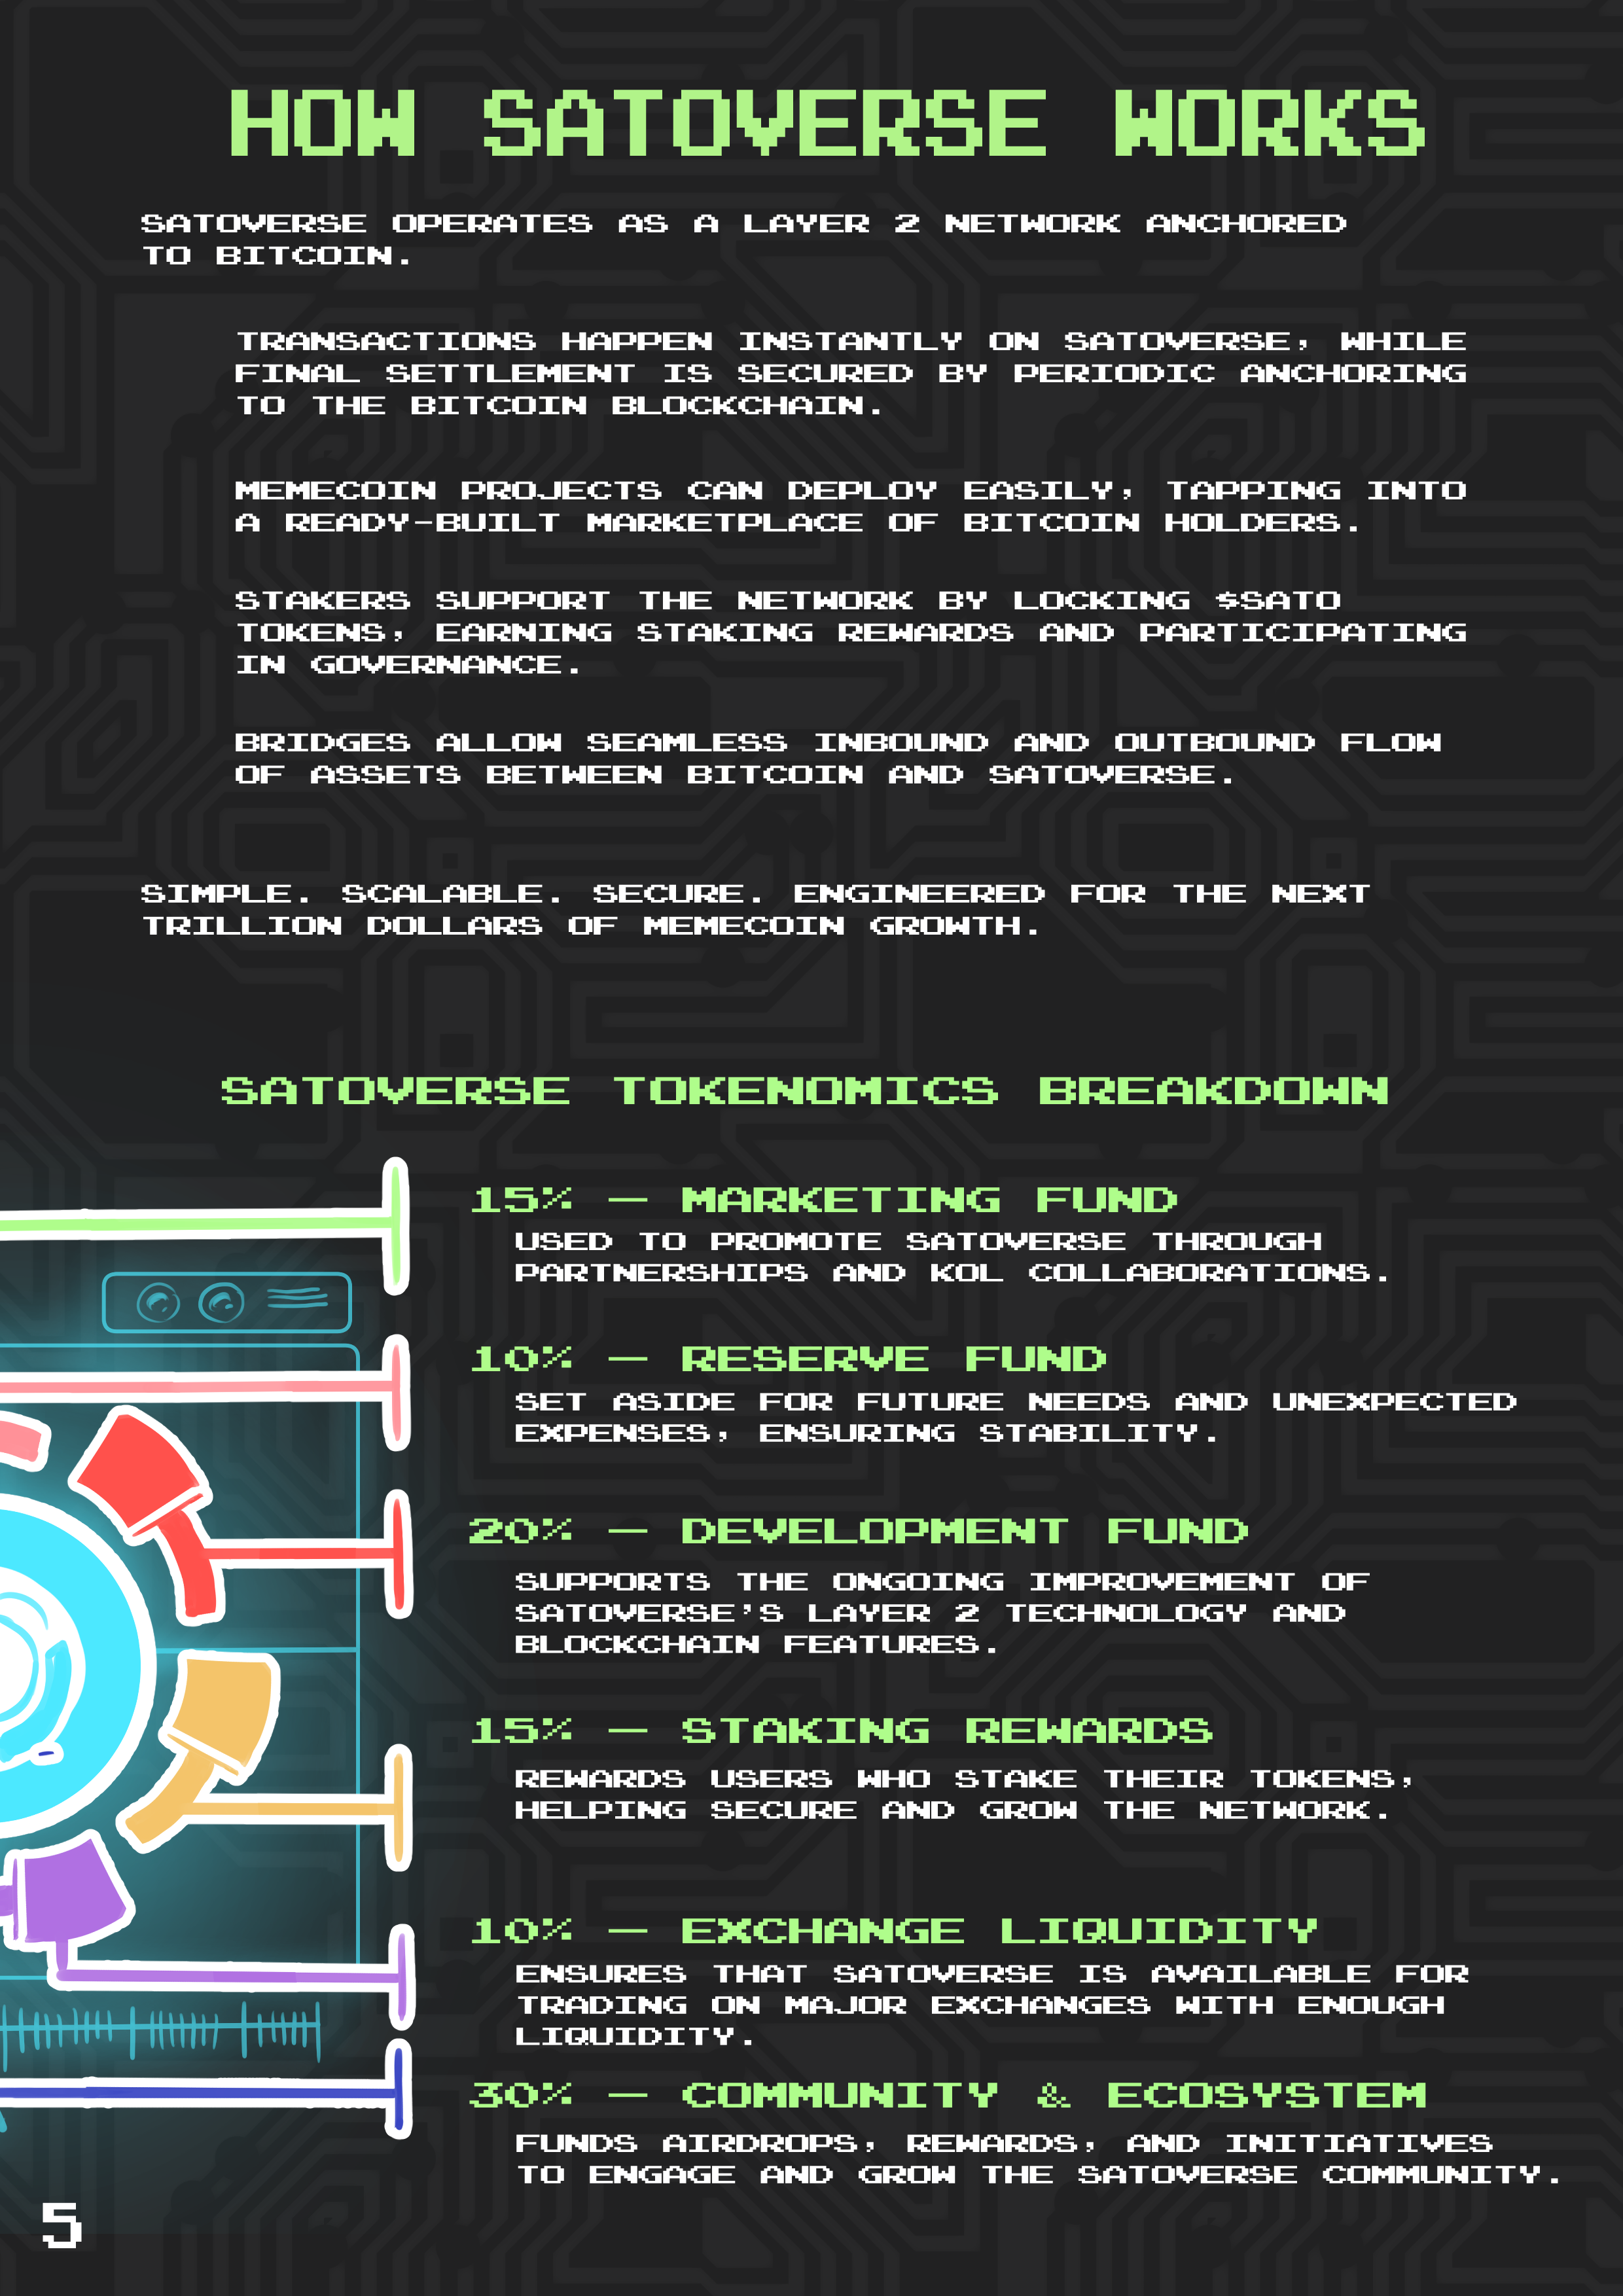 HOW SATOVERSE WORKS
SATOVERSE OPERATES AS A LAYER 2 NETWORK ANCHORED
TO BITCOIN.
TRANSACTIONS HAPPEN INSTANTLY ON SATOVERSE, WHILE
FINAL SETTLEMENT IS SECURED BY PERIODIC ANCHORING
TO THE BITCOIN BLOCKCHAIN.
MEMECOIN PROJECTS CAN DEPLOY EASILY, TAPPING INTO
A READY-BUILT MARKETPLACE OF BITCOIN HOLDERS.
STAKERS SUPPORT THE NETWORK BY LOCKING $SATO
TOKENS, EARNING STAKING REWARDS AND PARTICIPATING
IN GOVERNANCE.
BRIDGES ALLOW SEAMLESS INBOUND AND OUTBOUND FLOW
OF ASSETS BETWEEN BITCOIN AND SATOVERSE.
SIMPLE. SCALABLE. SECURE. ENGINEERED FOR THE NEXT
TRILLION DOLLARS OF MEMECOIN GROWTH.
SATOVERSE TOKENOMICS BREAKDOWN
15% — MARKETING FUND
USED TO PROMOTE SATOVERSE THROUGH
PARTNERSHIPS AND KOL COLLABORATIONS.
10% — RESERVE FUND
SET ASIDE FOR FUTURE NEEDS AND UNEXPECTED
EXPENSES, ENSURING STABILITY.
20% — DEVELOPMENT FUND
SUPPORTS THE ONGOING IMPROVEMENT OF
SATOVERSE'S LAYER 2 TECHNOLOGY AND
BLOCKCHAIN FEATURES.
15% — STAKING REWARDS
REWARDS USERS WHO STAKE THEIR TOKENS,
HELPING SECURE AND GROW THE NETWORK.
10% — EXCHANGE LIQUIDITY
ENSURES THAT SATOVERSE IS AVAILABLE FOR
TRADING ON MAJOR EXCHANGES WITH ENOUGH
LIQUIDITY.
30% — COMMUNITY & ECOSYSTEM
FUNDS AIRDROPS, REWARDS, AND INITIATIVES
TO ENGAGE AND GROW THE SATOVERSE COMMUNITY.
5